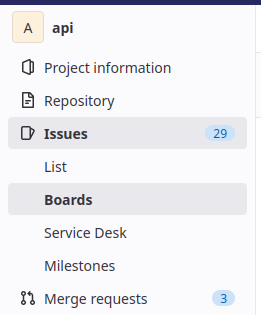 A api
Project information
Repository
Issues 29
List
Boards
Service Desk
Milestones
Merge requests 3